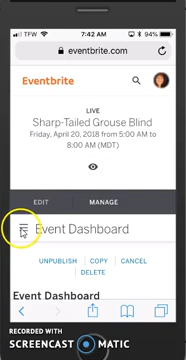 TFW
7:42 AM
eventbrite.com
Eventbrite
LIVE
Sharp-Tailed Grouse Blind
Friday, April 20, 2018 from 5:00 AM to
8:00 AM (MDT)
EDIT MANAGE
Event Dashboard
UNPUBLISH COPY CANCEL
DELETE
Event Dashboard
RECORDED WITH
SCREENCAST MATIC